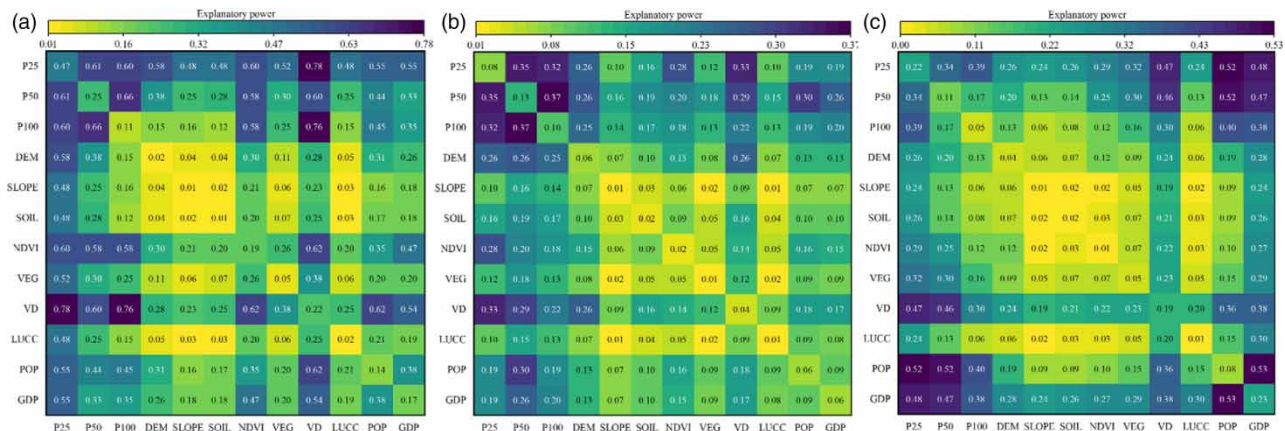 (a)
Explanatory power
0.01 0.16 0.32 0.47 0.63 0.78
P25 0.47 0.61 0.60 0.58 0.48 0.48 0.60 0.52 0.78 0.48 0.55 0.55
P50 0.61 0.25 0.66 0.38 0.25 0.28 0.58 0.30 0.60 0.25 0.44 0.33
P100 0.60 0.66 0.11 0.15 0.16 0.12 0.58 0.25 0.76 0.15 0.45 0.35
DEM 0.58 0.38 0.15 0.02 0.04 0.04 0.30 0.11 0.28 0.05 0.31 0.26
SLOPE 0.48 0.25 0.16 0.04 0.01 0.02 0.21 0.06 0.23 0.03 0.16 0.18
SOIL 0.48 0.28 0.12 0.04 0.02 0.01 0.20 0.07 0.25 0.03 0.17 0.18
NDVI 0.60 0.58 0.58 0.30 0.21 0.20 0.19 0.26 0.62 0.20 0.35 0.47
VEG 0.52 0.30 0.25 0.11 0.06 0.07 0.26 0.05 0.38 0.06 0.20 0.20
VD 0.78 0.60 0.76 0.28 0.23 0.25 0.62 0.38 0.22 0.25 0.62 0.54
LUCC 0.48 0.25 0.15 0.05 0.03 0.03 0.20 0.06 0.25 0.02 0.21 0.19
POP 0.55 0.44 0.45 0.31 0.16 0.17 0.35 0.20 0.62 0.21 0.14 0.38
GDP 0.55 0.33 0.35 0.26 0.18 0.18 0.47 0.20 0.54 0.19 0.38 0.17
P25 P50 P100 DEM SLOPE SOIL NDVI VEG VD LUCC POP GDP
(b)
Explanatory power
0.01 0.08 0.15 0.23 0.30 0.37
P25 0.08 0.35 0.32 0.26 0.10 0.16 0.28 0.12 0.33 0.10 0.19 0.19
P50 0.35 0.13 0.37 0.26 0.16 0.19 0.20 0.18 0.29 0.15 0.30 0.26
P100 0.32 0.37 0.10 0.25 0.14 0.17 0.18 0.13 0.22 0.13 0.19 0.20
DEM 0.26 0.26 0.25 0.06 0.07 0.10 0.15 0.08 0.26 0.07 0.13 0.13
SLOPE 0.10 0.16 0.14 0.07 0.01 0.03 0.06 0.02 0.09 0.01 0.07 0.07
SOIL 0.16 0.19 0.17 0.10 0.03 0.02 0.09 0.05 0.16 0.04 0.10 0.10
NDVI 0.28 0.20 0.18 0.15 0.06 0.09 0.02 0.05 0.14 0.05 0.16 0.15
VEG 0.12 0.18 0.13 0.08 0.02 0.05 0.05 0.01 0.12 0.02 0.09 0.09
VD 0.33 0.29 0.22 0.26 0.09 0.16 0.14 0.12 0.04 0.09 0.18 0.17
LUCC 0.10 0.15 0.13 0.07 0.01 0.04 0.05 0.02 0.09 0.01 0.09 0.08
POP 0.19 0.30 0.19 0.13 0.07 0.10 0.16 0.09 0.18 0.09 0.06 0.09
GDP 0.19 0.26 0.20 0.13 0.07 0.10 0.15 0.09 0.17 0.08 0.09 0.06
P25 P50 P100 DEM SLOPE SOIL NDVI VEG VD LUCC POP GDP
(c)
Explanatory power
0.00 0.11 0.22 0.32 0.43 0.53
P25 0.22 0.34 0.39 0.26 0.24 0.26 0.29 0.32 0.47 0.24 0.52 0.48
P50 0.34 0.11 0.17 0.20 0.13 0.14 0.25 0.30 0.46 0.13 0.52 0.47
P100 0.39 0.17 0.05 0.13 0.06 0.08 0.12 0.16 0.30 0.06 0.40 0.38
DEM 0.26 0.20 0.13 0.04 0.06 0.07 0.12 0.09 0.24 0.06 0.19 0.28
SLOPE 0.24 0.13 0.06 0.06 0.01 0.02 0.02 0.05 0.19 0.02 0.09 0.24
SOIL 0.26 0.14 0.08 0.07 0.02 0.02 0.03 0.07 0.21 0.03 0.09 0.26
NDVI 0.29 0.25 0.12 0.12 0.02 0.03 0.01 0.07 0.22 0.03 0.10 0.27
VEG 0.32 0.30 0.16 0.09 0.05 0.07 0.07 0.05 0.23 0.05 0.15 0.29
VD 0.47 0.46 0.30 0.24 0.19 0.21 0.22 0.23 0.19 0.20 0.36 0.38
LUCC 0.24 0.13 0.06 0.06 0.02 0.03 0.03 0.05 0.20 0.01 0.13 0.30
POP 0.52 0.52 0.40 0.19 0.09 0.09 0.10 0.15 0.36 0.13 0.08 0.53
GDP 0.48 0.47 0.38 0.28 0.24 0.26 0.27 0.29 0.38 0.30 0.53 0.23
P25 P50 P100 DEM SLOPE SOIL NDVI VEG VD LUCC POP GDP